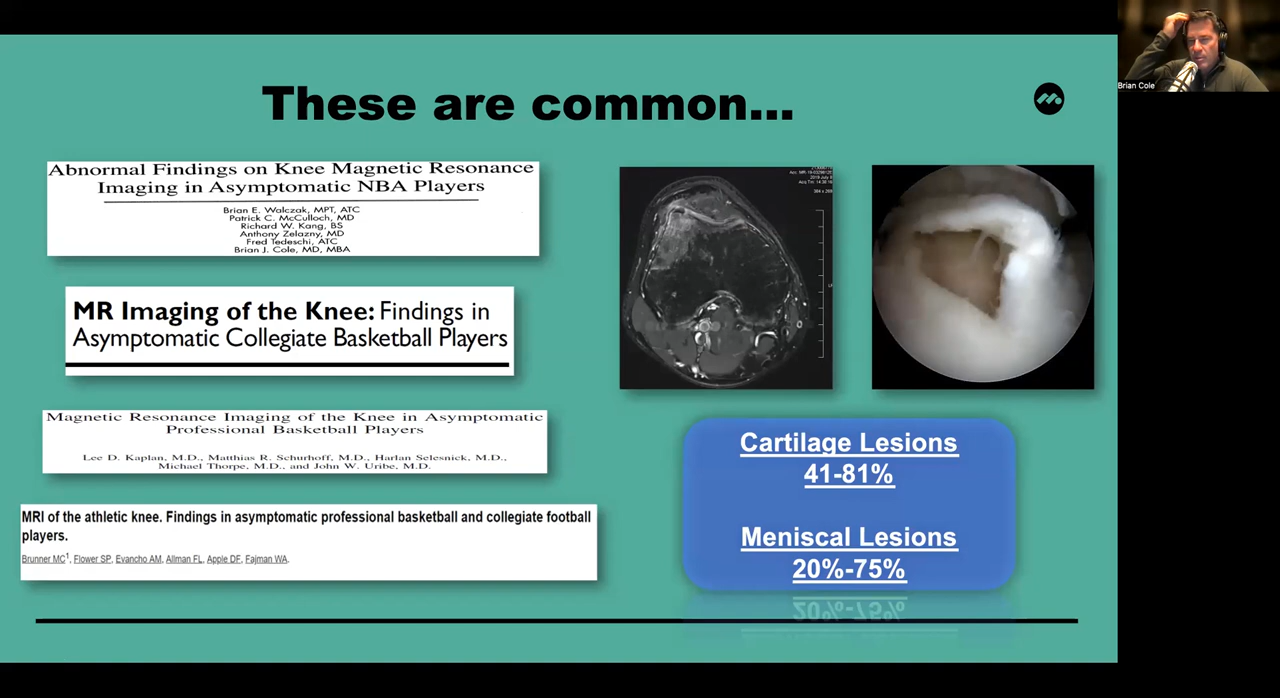 These are common...
Abnormal Findings on Knee Magnetic Resonance
Imaging in Asymptomatic NBA Players
Brian E. Walczak, MPT, ATC
Patrick C. McCulloch, MD
Richard W. Kang, BS
Anthony Zelazny, MD
Fred Tedeschi, ATC
Brian J. Cole, MD, MBA
MR Imaging of the Knee: Findings in
Asymptomatic Collegiate Basketball Players
Magnetic Resonance Imaging of the Knee in Asymptomatic
Professional Basketball Players
Lee D. Kaplan, M.D., Matthias R. Schurhoff, M.D., Harlan Selesnick, M.D.,
Michael Thorpe, M.D., and John W. Uribe, M.D.
MRI of the athletic knee. Findings in asymptomatic professional basketball and collegiate football
players.
Brunner MC1, Flower SP, Evancho AM, Allman FL, Apple DF, Fajman WA.
Cartilage Lesions
41-81%
Meniscal Lesions
20%-75%
Brian Cole